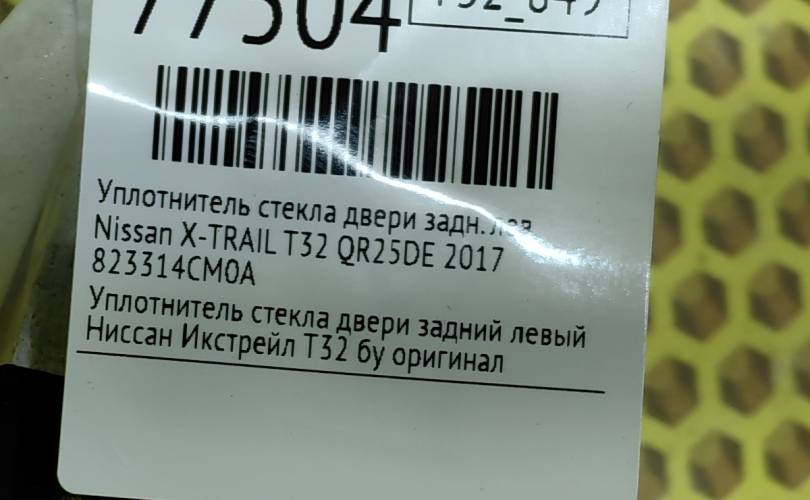 77504
Уплотнитель стекла двери задн. лев
Nissan X-TRAIL T32 QR25DE 2017
823314CM0A
Уплотнитель стекла двери задний левый
Ниссан Икстрейл Т32 бу оригинал